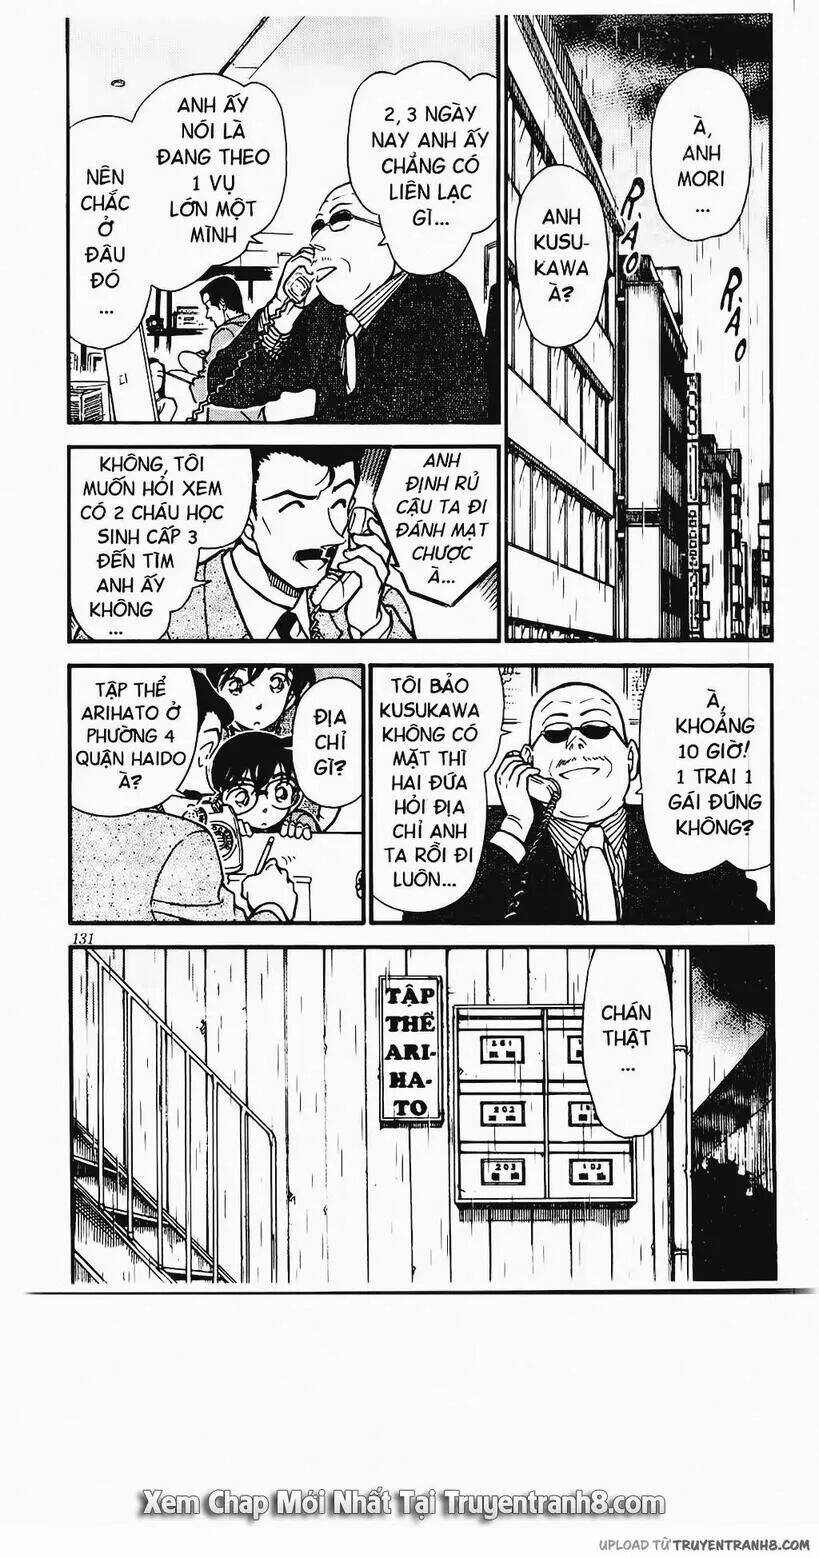 À,
ANH
MORI
...
ANH
KUSU-
KAWA
À?
RÀO
RÀO
2, 3 NGÀY
NAY ANH ẤY
CHẲNG CÓ
LIÊN LẠC
GÌ...
ANH ẤY
NÓI LÀ
ĐANG THEO
1 VỤ
LỚN MỘT
MÌNH
NÊN
CHẮC
Ở
ĐÂU
ĐÓ
...
ANH
ĐỊNH RỦ
CẬU TA ĐI
ĐÁNH MẠT
CHƯỢC
À...
KHÔNG, TÔI
MUỐN HỎI XEM
CÓ 2 CHÁU HỌC
SINH CẤP 3
ĐẾN TÌM
ANH ẤY
KHÔNG
...
À,
KHOẢNG
10 GIỜ!
1 TRAI 1
GÁI ĐÚNG
KHÔNG?
TÔI BẢO
KUSUKAWA
KHÔNG CÓ
MẶT THÌ
HAI ĐỨA
HỎI ĐỊA
CHỈ ANH
TA RỒI ĐI
LUÔN...
ĐỊA
CHỈ
GÌ?
TẬP THỂ
ARIHATO Ở
PHƯỜNG 4
QUẬN HAIDO
À?
131
CHÁN
THẬT
...
TẬP
THỂ
ARI-
HA-
TO
201
202
203
103
Xem Chap Mới Nhất Tại Truyentranh8.com
UPLOAD TỪ TRUYENTRANH8.COM